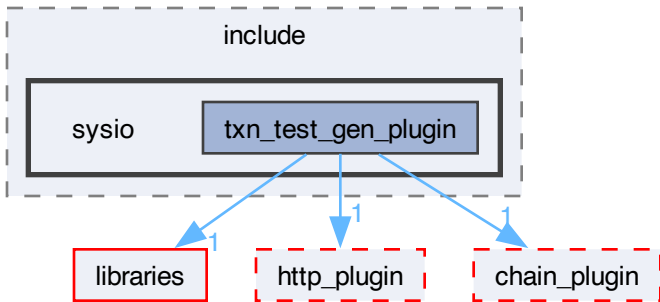 include
sysio
txn_test_gen_plugin
1
1
1
libraries
http_plugin
chain_plugin